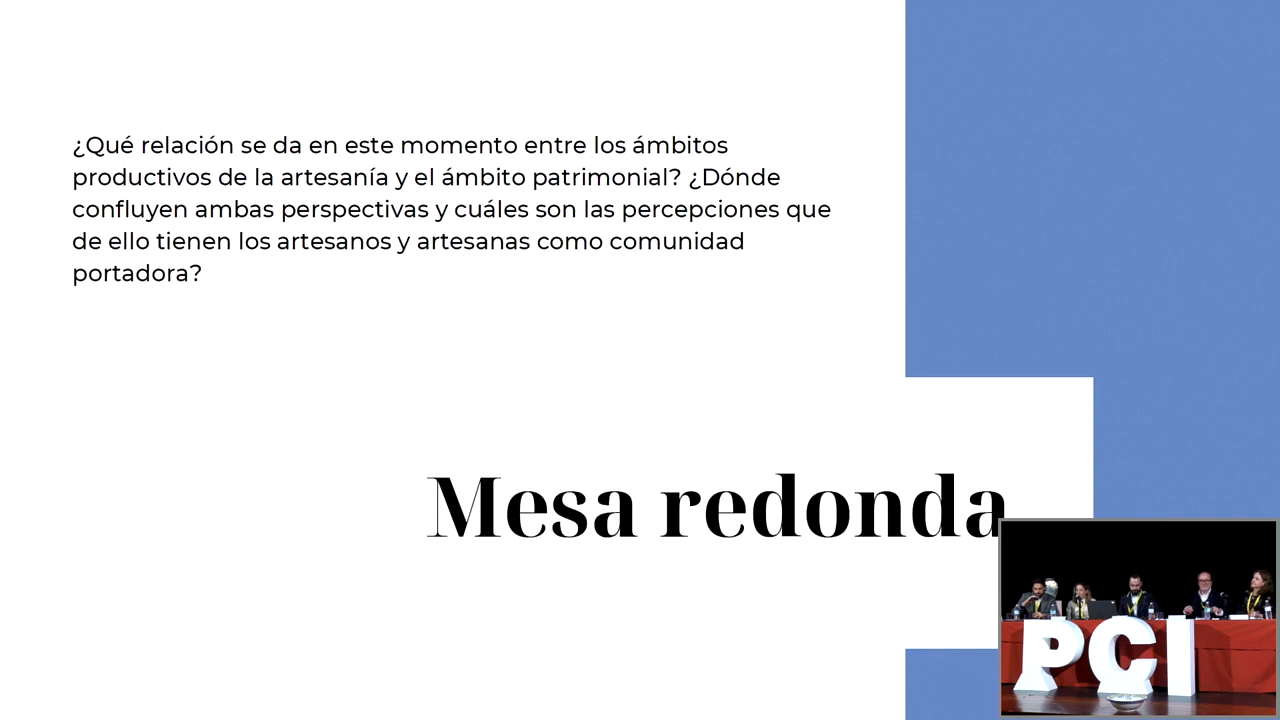 ¿Qué relación se da en este momento entre los ámbitos
productivos de la artesanía y el ámbito patrimonial? ¿Dónde
confluyen ambas perspectivas y cuáles son las percepciones que
de ello tienen los artesanos y artesanas como comunidad
portadora?
Mesa redonda
PCI